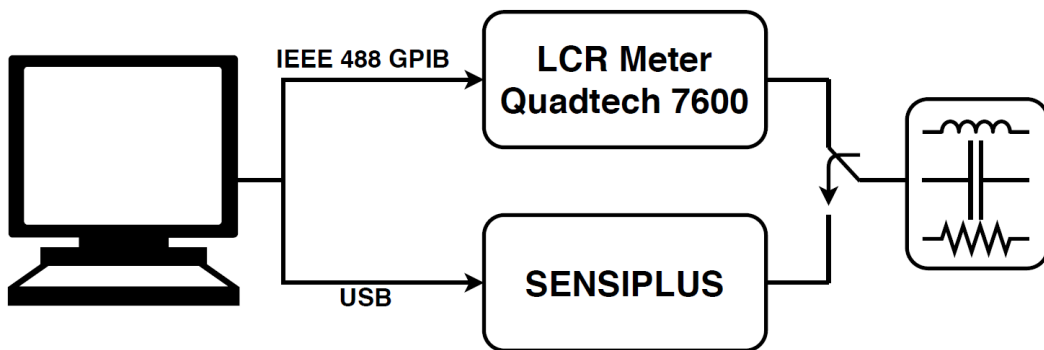 IEEE 488 GPIB
LCR Meter
Quadtech 7600
USB
SENSIPLUS